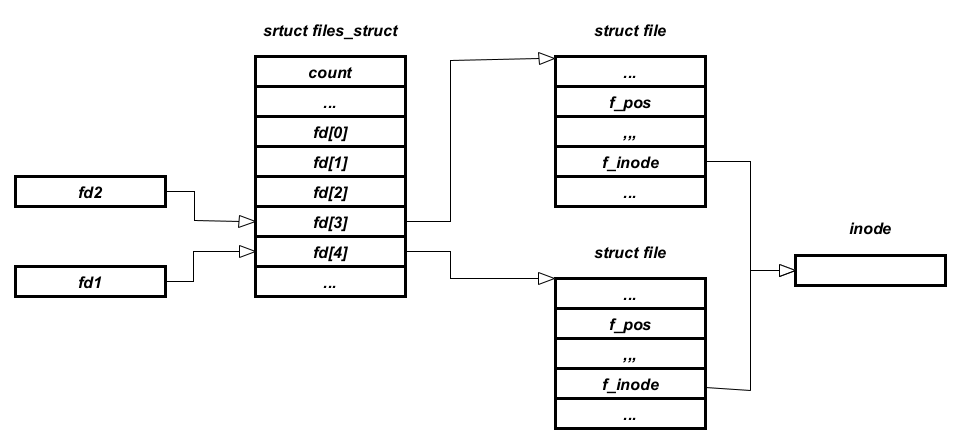 srtuct files_struct
count
...
fd[0]
fd[1]
fd[2]
fd[3]
fd[4]
...
fd2
fd1
struct file
...
f_pos
,,,
f_inode
...
struct file
...
f_pos
,,,
f_inode
...
inode